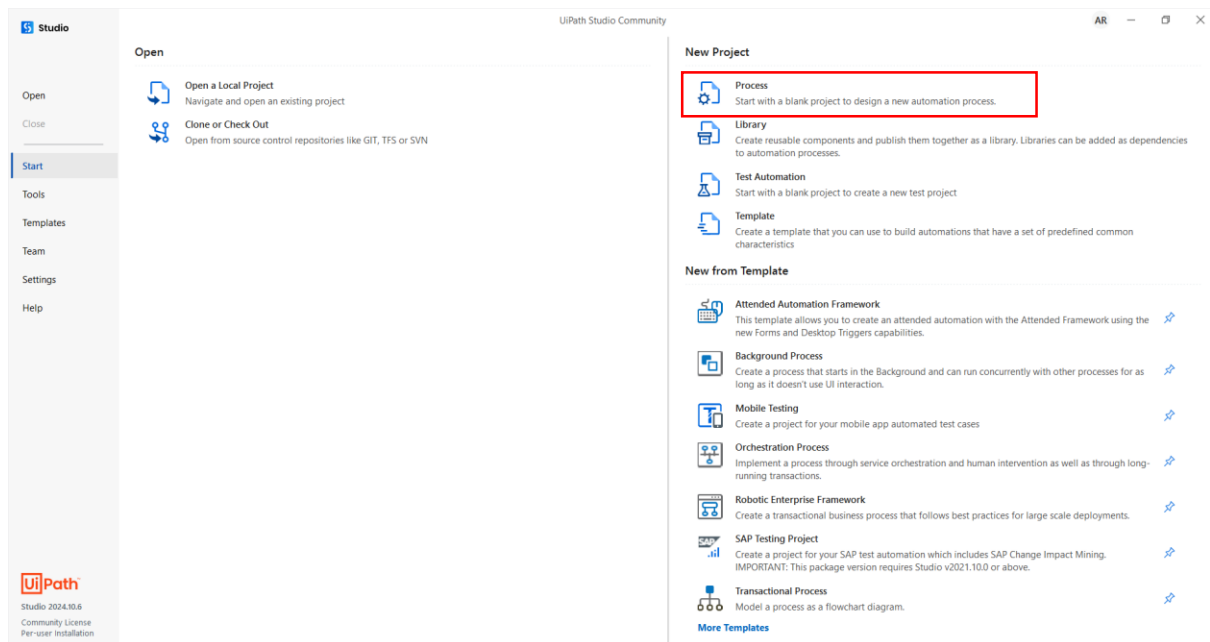 Studio
UiPath Studio Community
AR
Open
Close
Start
Tools
Templates
Team
Settings
Help
UiPath
Studio 2024.10.6
Community License
Per-user Installation
Open
Open a Local Project
Navigate and open an existing project
Clone or Check Out
Open from source control repositories like GIT, TFS or SVN
New Project
Process
Start with a blank project to design a new automation process.
Library
Create reusable components and publish them together as a library. Libraries can be added as dependencies
to automation processes.
Test Automation
Start with a blank project to create a new test project
Template
Create a template that you can use to build automations that have a set of predefined common
characteristics
New from Template
Attended Automation Framework
This template allows you to create an attended automation with the Attended Framework using the
new Forms and Desktop Triggers capabilities.
Background Process
Create a process that starts in the Background and can run concurrently with other processes for as
long as it doesn't use UI interaction.
Mobile Testing
Create a project for your mobile app automated test cases
Orchestration Process
Implement a process through service orchestration and human intervention as well as through long-
running transactions.
Robotic Enterprise Framework
Create a transactional business process that follows best practices for large scale deployments.
SAP
SAP Testing Project
Create a project for your SAP test automation which includes SAP Change Impact Mining.
IMPORTANT: This package version requires Studio v2021.10.0 or above.
Transactional Process
Model a process as a flowchart diagram.
More Templates